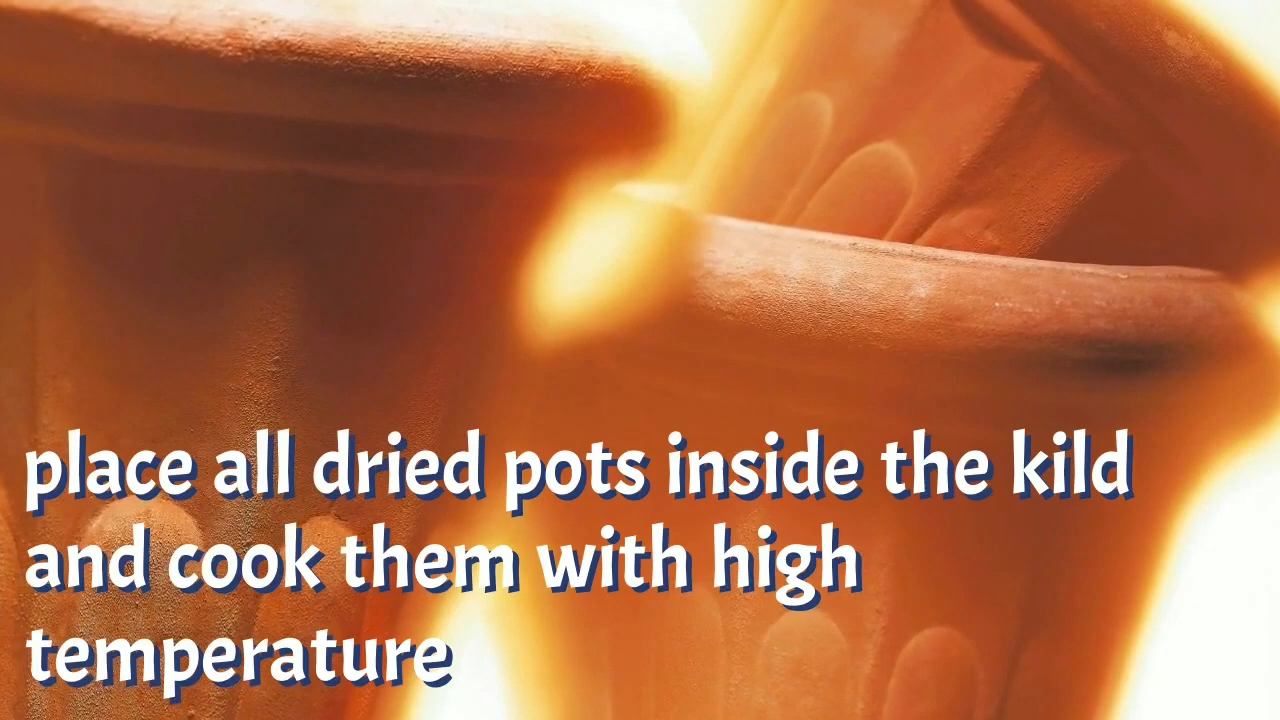 place all dried pots inside the kild
and cook them with high
temperature